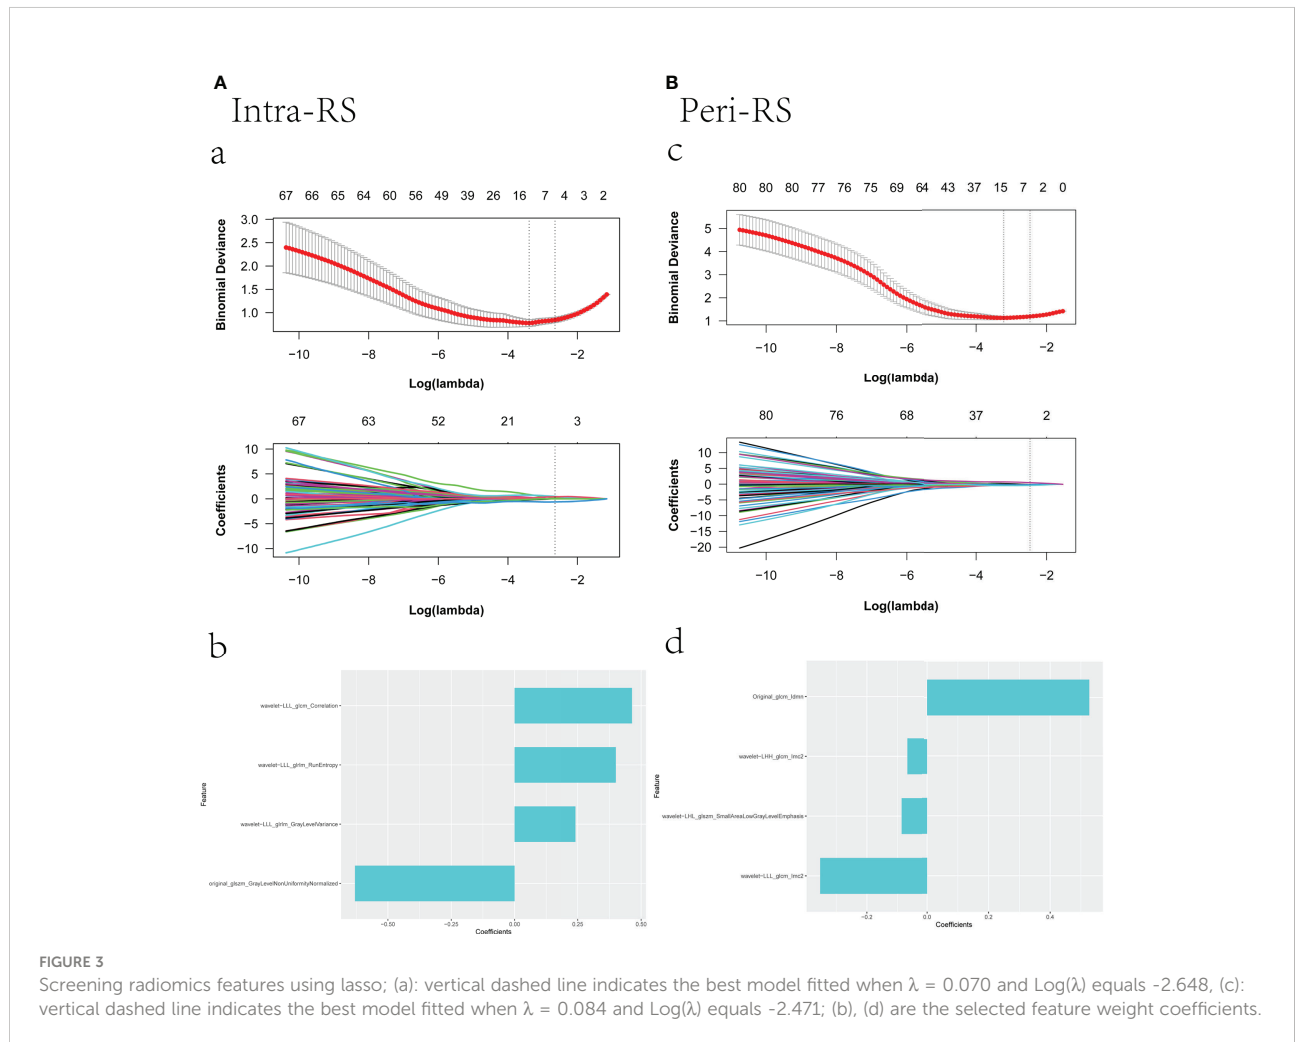 A
Intra-RS
a
67 66 65 64 60 56 49 39 26 16 7 4 3 2
3.0
2.5
2.0
1.5
1.0
Binomial Deviance
−10 −8 −6 −4 −2
Log(lambda)
67 63 52 21 3
10
5
0
−5
−10
Coefficients
−10 −8 −6 −4 −2
Log(lambda)
b
wavelet-LLL_glcm_Correlation
wavelet-LLL_glrlm_RunEntropy
wavelet-LLL_glrlm_GrayLevelVariance
original_glszm_GrayLevelNonUniformityNormalized
Feature
−0.50 −0.25 0.00 0.25 0.50
Coefficients
B
Peri-RS
c
80 80 80 77 76 75 69 64 43 37 15 7 2 0
5
4
3
2
1
Binomial Deviance
−10 −8 −6 −4 −2
Log(lambda)
80 76 68 37 2
10
5
0
−5
−10
−15
−20
Coefficients
−10 −8 −6 −4 −2
Log(lambda)
d
Original_glcm_Idmn
wavelet-LHH_glcm_Imc2
wavelet-LHL_glszm_SmallAreaLowGrayLevelEmphasis
wavelet-LLL_glcm_Imc2
Feature
−0.2 0.0 0.2 0.4
Coefficients
FIGURE 3
Screening radiomics features using lasso; (a): vertical dashed line indicates the best model fitted when λ = 0.070 and Log(λ) equals -2.648, (c):
vertical dashed line indicates the best model fitted when λ = 0.084 and Log(λ) equals -2.471; (b), (d) are the selected feature weight coefficients.